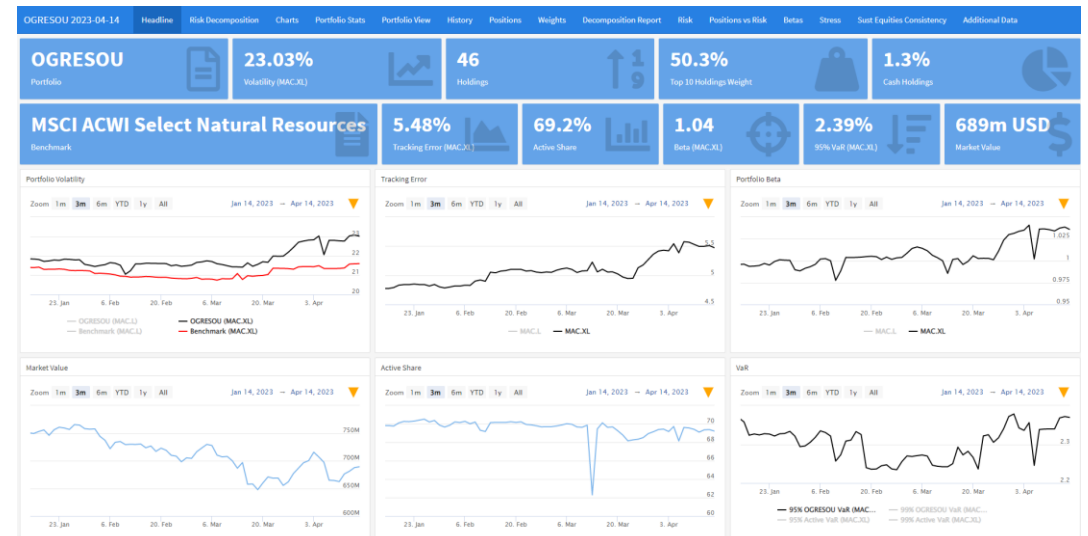 OGRESOU 2023-04-14 Headline Risk Decomposition Charts Portfolio Stats Portfolio View History Positions Weights Decomposition Report Risk Positions vs Risk Betas Stress Sust Equities Consistency Additional Data
OGRESOU
Portfolio
23.03%
Volatility (MAC.XL)
46
Holdings
50.3%
Top 10 Holdings Weight
1.3%
Cash Holdings
MSCI ACWI Select Natural Resources
Benchmark
5.48%
Tracking Error (MAC.XL)
69.2%
Active Share
1.04
Beta (MAC.XL)
2.39%
95% VaR (MAC.XL)
689m USD
Market Value
Portfolio Volatility
Zoom 1m 3m 6m YTD 1y All Jan 14, 2023 → Apr 14, 2023
23
22
21
20
23. Jan 6. Feb 20. Feb 6. Mar 20. Mar 3. Apr
OGRESOU (MAC.L) OGRESOU (MAC.XL)
Benchmark (MAC.L) Benchmark (MAC.XL)
Tracking Error
Zoom 1m 3m 6m YTD 1y All Jan 14, 2023 → Apr 14, 2023
5.5
5
4.5
23. Jan 6. Feb 20. Feb 6. Mar 20. Mar 3. Apr
MAC.L MAC.XL
Portfolio Beta
Zoom 1m 3m 6m YTD 1y All Jan 14, 2023 → Apr 14, 2023
1.025
1
0.975
0.95
23. Jan 6. Feb 20. Feb 6. Mar 20. Mar 3. Apr
MAC.L MAC.XL
Market Value
Zoom 1m 3m 6m YTD 1y All Jan 14, 2023 → Apr 14, 2023
750M
700M
650M
600M
23. Jan 6. Feb 20. Feb 6. Mar 20. Mar 3. Apr
Active Share
Zoom 1m 3m 6m YTD 1y All Jan 14, 2023 → Apr 14, 2023
70
68
66
64
62
60
23. Jan 6. Feb 20. Feb 6. Mar 20. Mar 3. Apr
VaR
Zoom 1m 3m 6m YTD 1y All Jan 14, 2023 → Apr 14, 2023
2.3
2.2
23. Jan 6. Feb 20. Feb 6. Mar 20. Mar 3. Apr
95% OGRESOU VaR (MAC... 99% OGRESOU VaR (MAC...
95% Active VaR (MAC.XL) 99% Active VaR (MAC.XL)